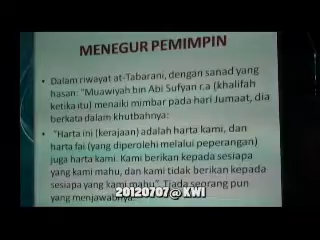 MENEGUR PEMIMPIN
• Dalam riwayat at-Tabarani, dengan sanad yang
hasan: "Muawiyah bin Abi Sufyan r.a (khalifah
ketika itu) menaiki mimbar pada hari Jumaat, dia
berkata dalam khutbahnya:
• "Harta ini (kerajaan) adalah harta kami, dan
harta fai (yang diperolehi melalui peperangan)
juga harta kami. Kami berikan kepada sesiapa
yang kami mahu, dan kami tidak berikan kepada
sesiapa yang kami mahu". Tiada seorang pun
yang menjawabnya.
20120707@KWI